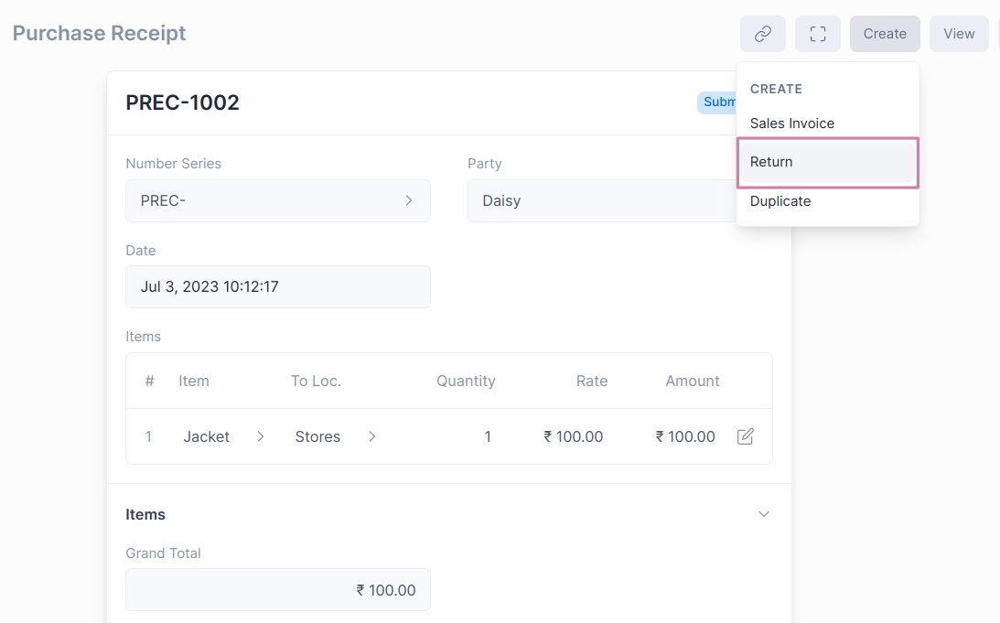 Purchase Receipt
Create
View
PREC-1002
CREATE
Sales Invoice
Return
Duplicate
Number Series
Party
PREC-
Daisy
Date
Jul 3, 2023 10:12:17
Items
# Item To Loc. Quantity Rate Amount
1 Jacket Stores 1 ₹ 100.00 ₹ 100.00
Items
Grand Total
₹ 100.00